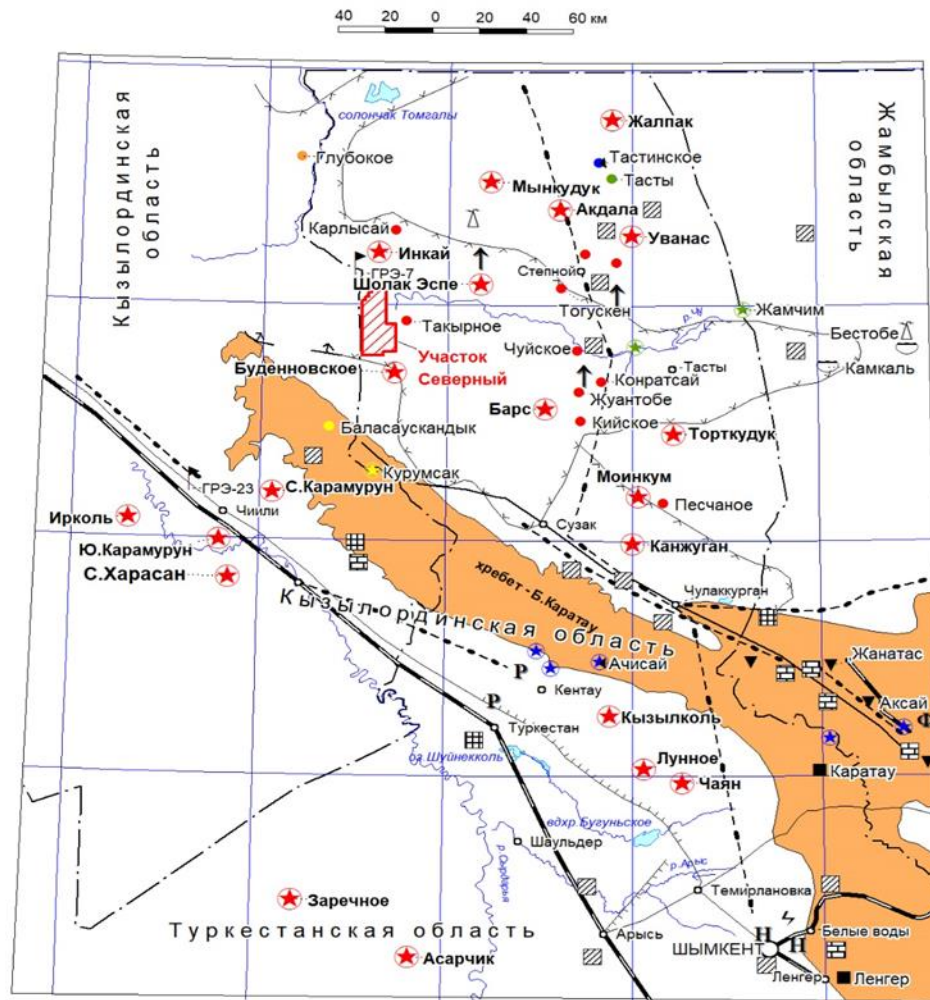 40 20 0 20 40 60 км
Кызылординская
область
Жамбылская
область
солончак Томгалы
Жалпак
Глубокое
Тастинское
Тасты
Мынкудук
Акдала
Карлысай
Уванас
Инкай
ГРЭ-7
Степной
Шолак Эспе
Тогускен
р.Чу
Жамчим
Такырное
Бестобе
Участок
Северный
Чуйское
Камкаль
Буденновское
Тасты
Конратсай
Жуантобе
Барс
Кийское
Баласаускандык
Торткудук
Курумсак
Моинкум
ГРЭ-23
С.Карамурун
Песчаное
Чиили
Ирколь
Сузак
Ю.Карамурун
Канжуган
С.Харасан
хребет - Б.Каратау
Чулаккурган
Кызылординская область
Р
Ачисай
Жанатас
Кентау
Аксай
Р
Ф
Туркестан
Кызылколь
оз.Шуйнекколь
Лунное
Каратау
Чаян
вдхр.Бугуньское
Шаульдер
р.Сырдарья
р.Арыс
Темирлановка
Заречное
Туркестанская область
Арысь
Н
Белые воды
ШЫМКЕНТ
Н
Асарчик
Ленгер
Ленгер